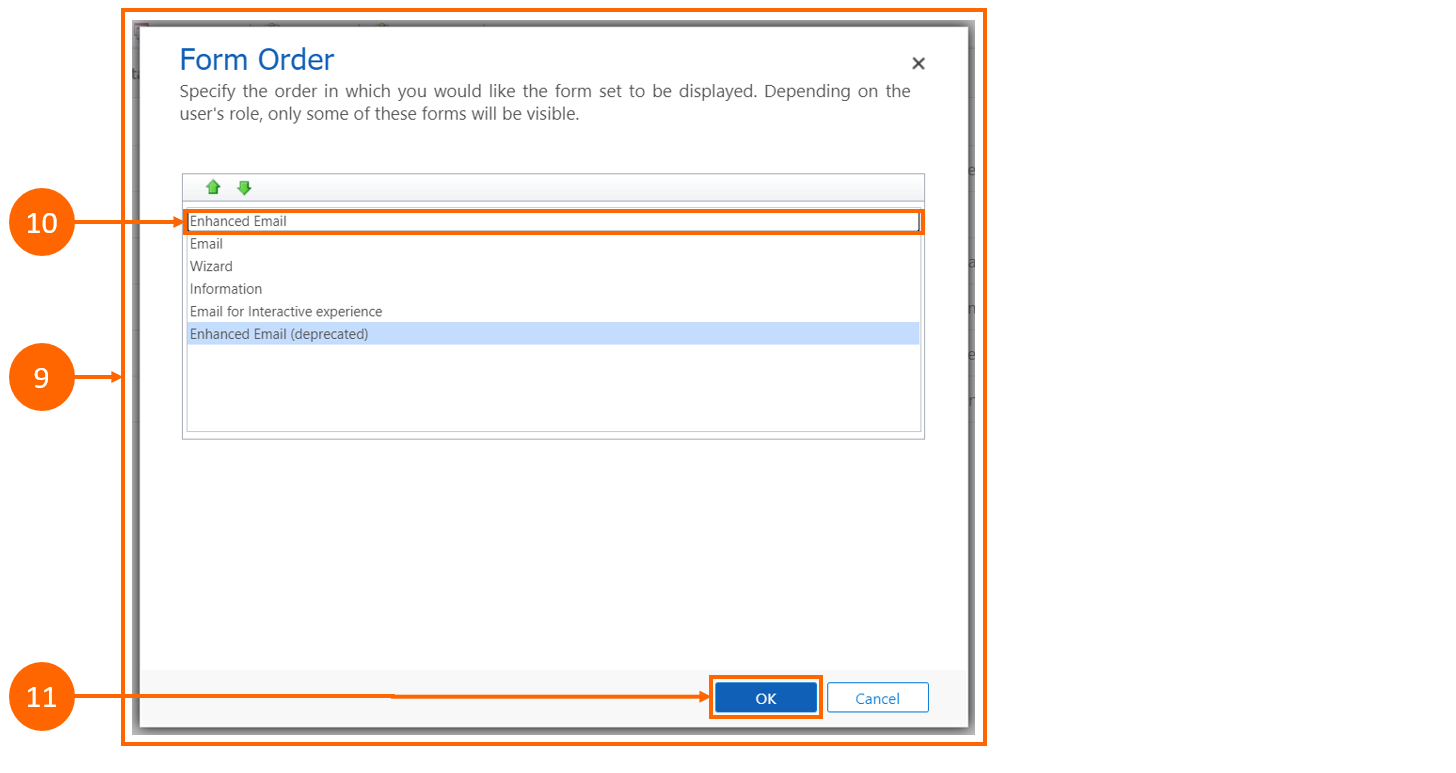 Form Order
Specify the order in which you would like the form set to be displayed. Depending on the
user's role, only some of these forms will be visible.
10
Enhanced Email
Email
Wizard
Information
Email for Interactive experience
Enhanced Email (deprecated)
9
11
OK
Cancel